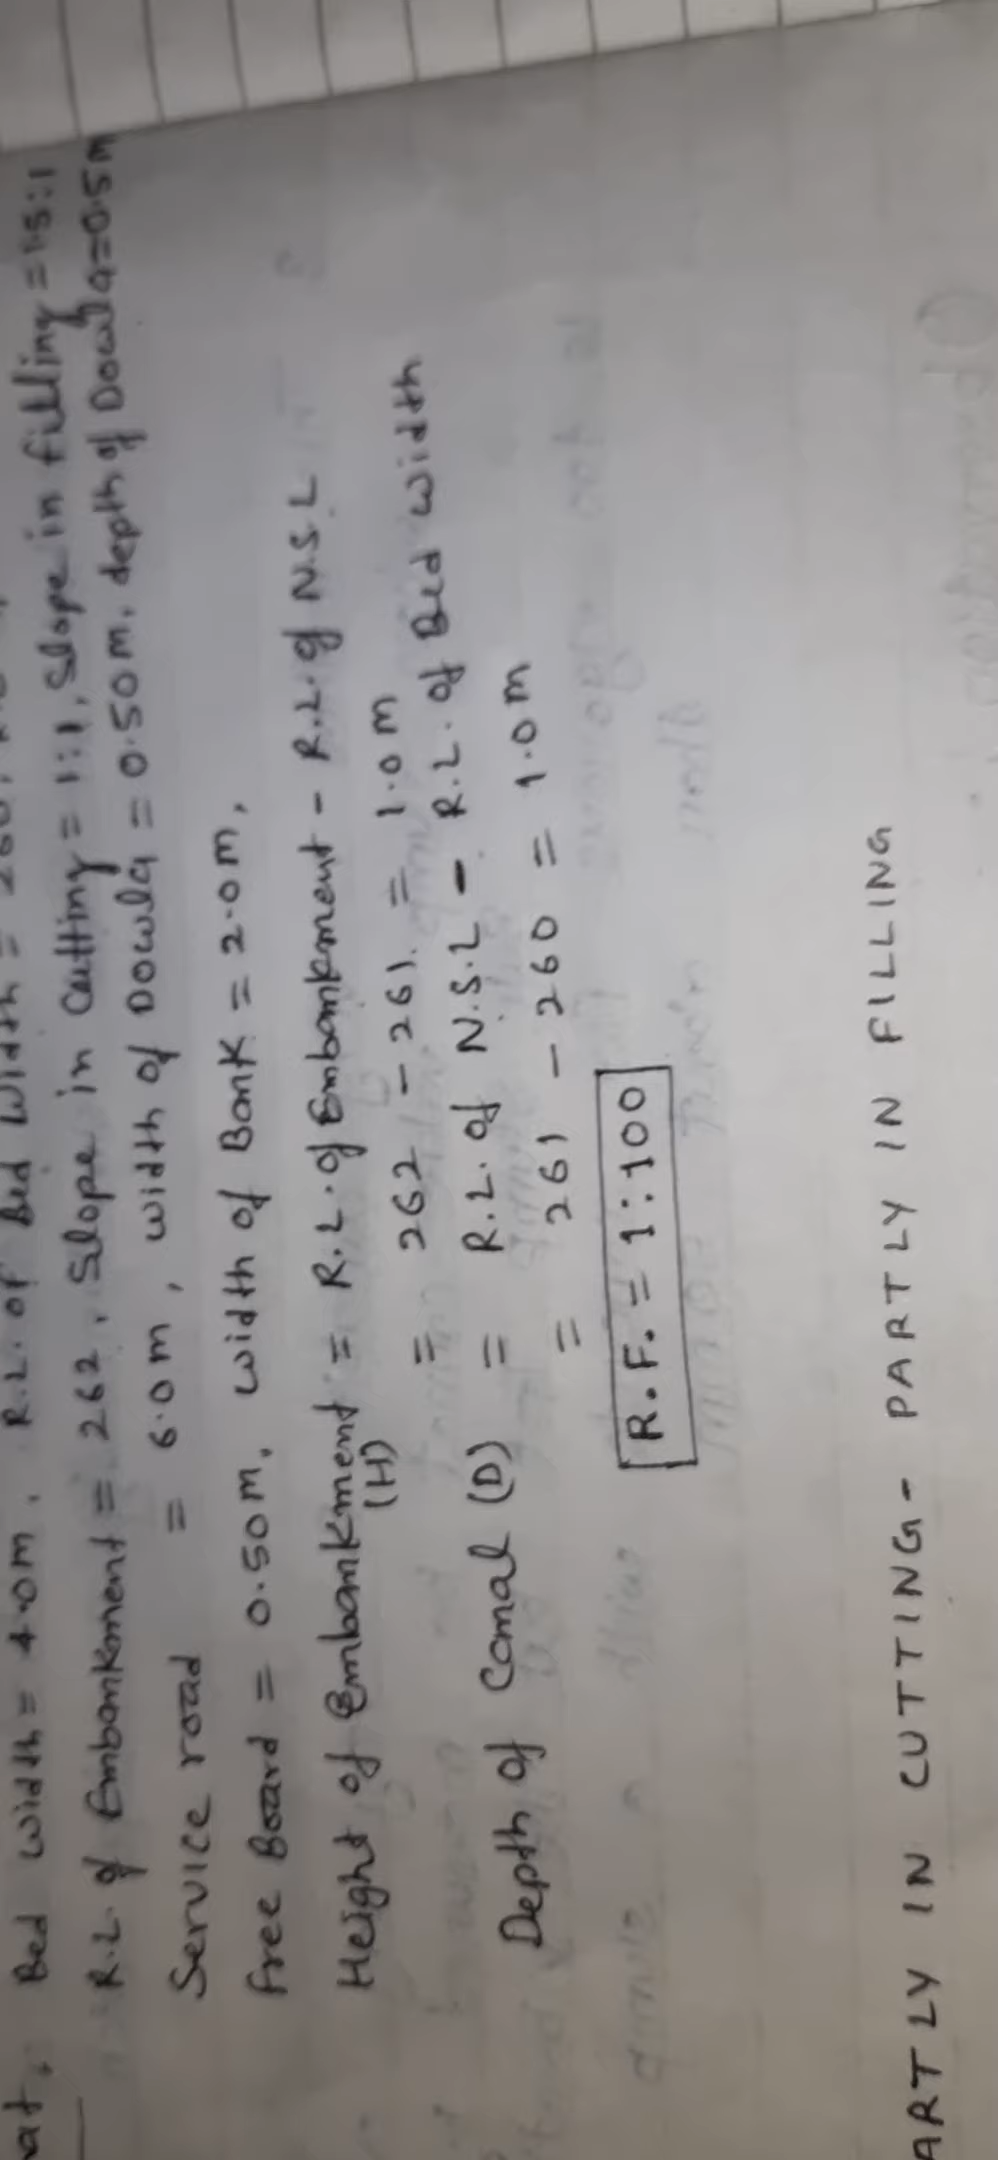 Bed width = 4.0m. R.L. of Bed width = 260,
R.L. of Embankment = 262. Slope in Cutting = 1:1, Slope in filling = 1.5:1
Service road = 6.0m, width of Dowla = 0.50m, depth of Dowla = 0.5m
free Board = 0.50m, width of Bank = 2.0m,
Height of Embankment = R.L. of Embankment - R.L. of N.S.L
(H)
= 262 - 261. = 1.0m
Depth of Canal (D) = R.L. of N.S.L - R.L. of Bed width
= 261 - 260 = 1.0m
R.F. = 1:100
ARTLY IN CUTTING - PARTLY IN FILLING